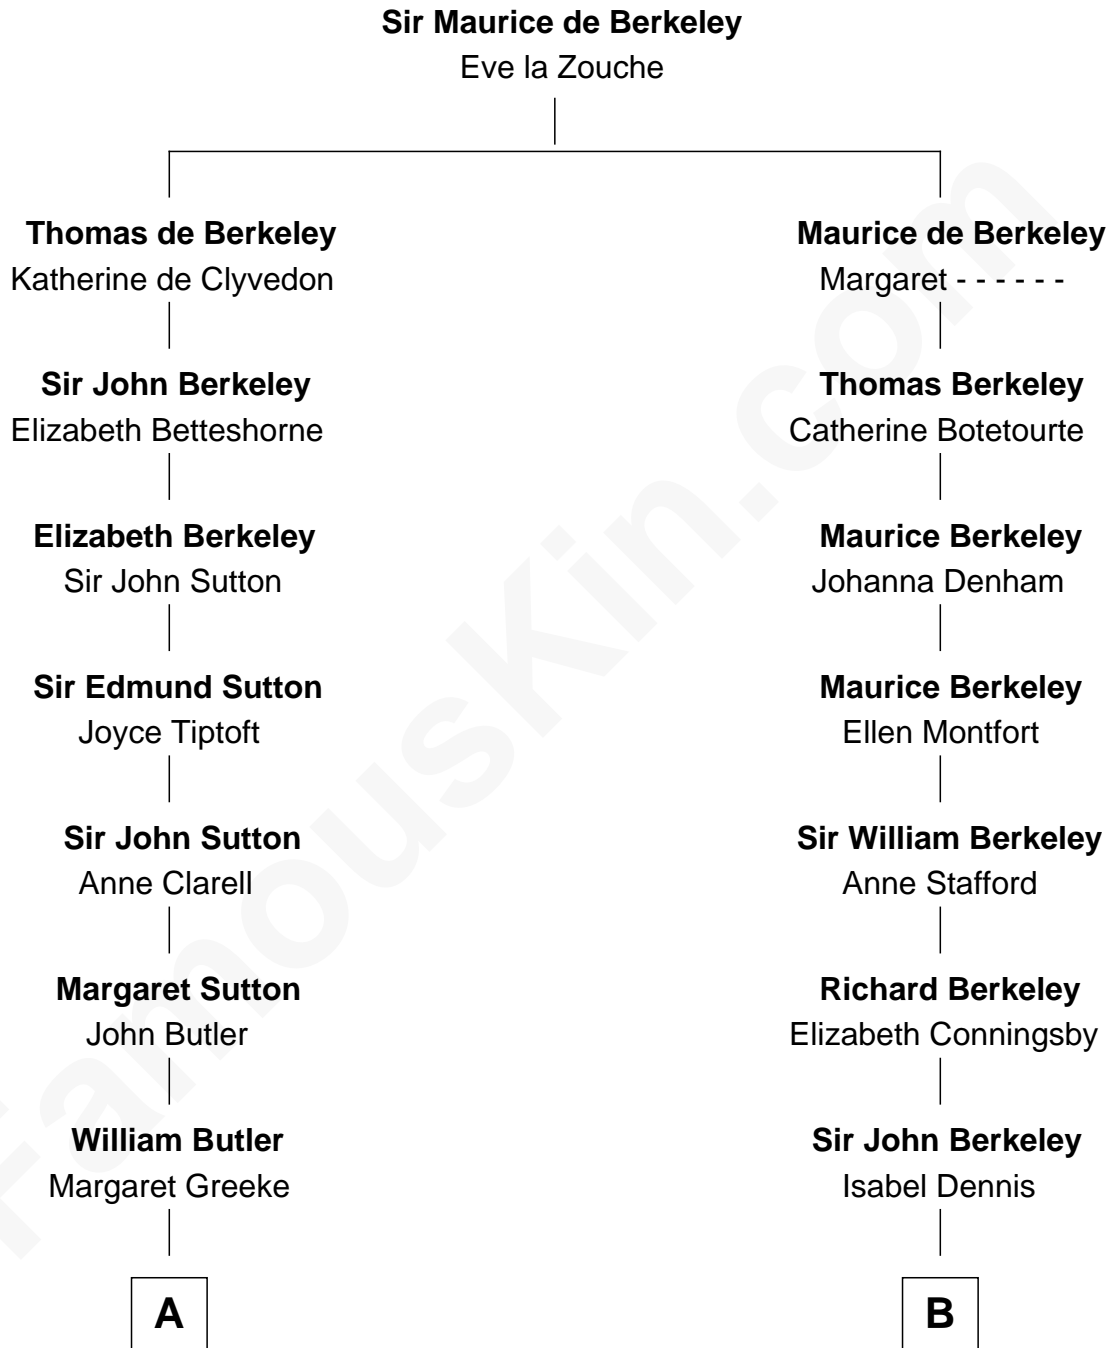 Sir Maurice de Berkeley
Eve la Zouche
Thomas de Berkeley
Katherine de Clyvedon
Sir John Berkeley
Elizabeth Betteshorne
Elizabeth Berkeley
Sir John Sutton
Sir Edmund Sutton
Joyce Tiptoft
Sir John Sutton
Anne Clarell
Margaret Sutton
John Butler
William Butler
Margaret Greeke
A
Maurice de Berkeley
Margaret - - - - - -
Thomas Berkeley
Catherine Botetourte
Maurice Berkeley
Johanna Denham
Maurice Berkeley
Ellen Montfort
Sir William Berkeley
Anne Stafford
Richard Berkeley
Elizabeth Conningsby
Sir John Berkeley
Isabel Dennis
B
FamousKin.com